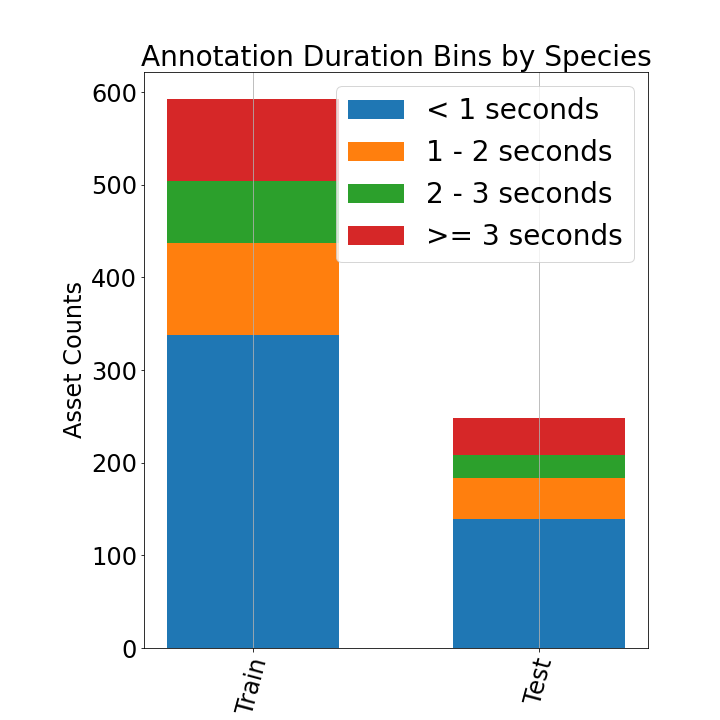 Annotation Duration Bins by Species
600
500
400
300
200
100
0
Asset Counts
< 1 seconds
1 - 2 seconds
2 - 3 seconds
>= 3 seconds
Train
Test